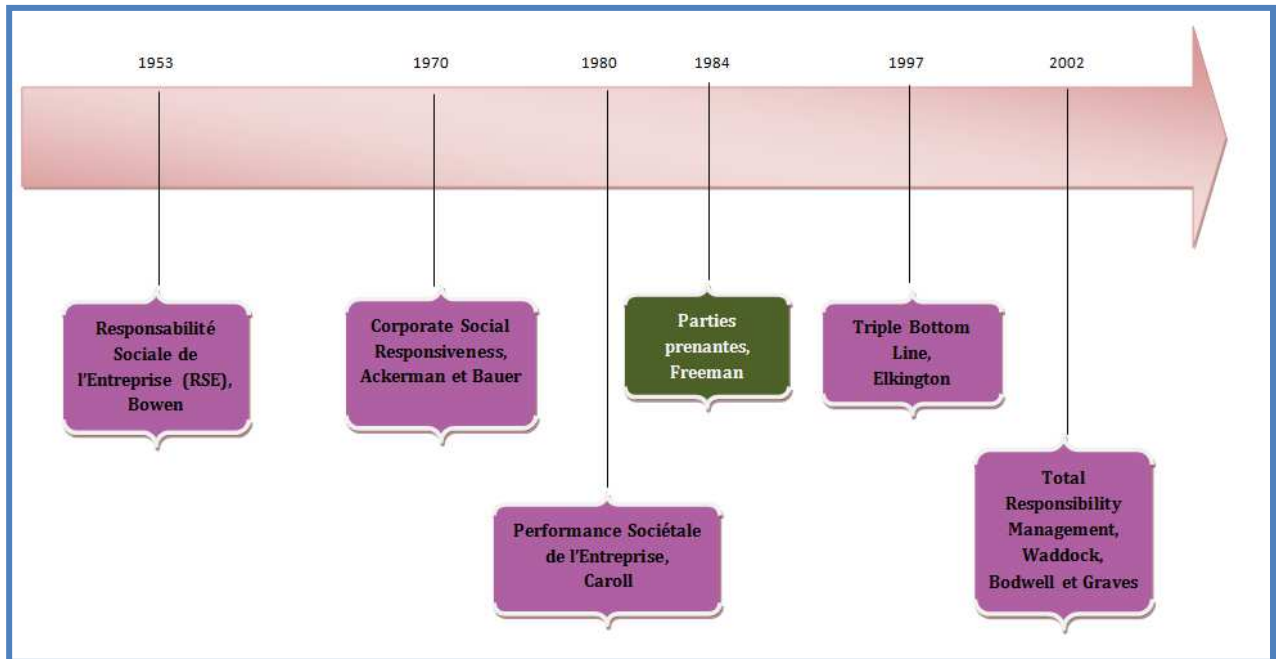 1953
1970
1980
1984
1997
2002
Responsabilité
Sociale de
l'Entreprise (RSE),
Bowen
Corporate Social
Responsiveness,
Ackerman et Bauer
Performance Sociétale
de l'Entreprise,
Caroll
Parties
prenantes,
Freeman
Triple Bottom
Line,
Elkington
Total
Responsibility
Management,
Waddock,
Bodwell et Graves